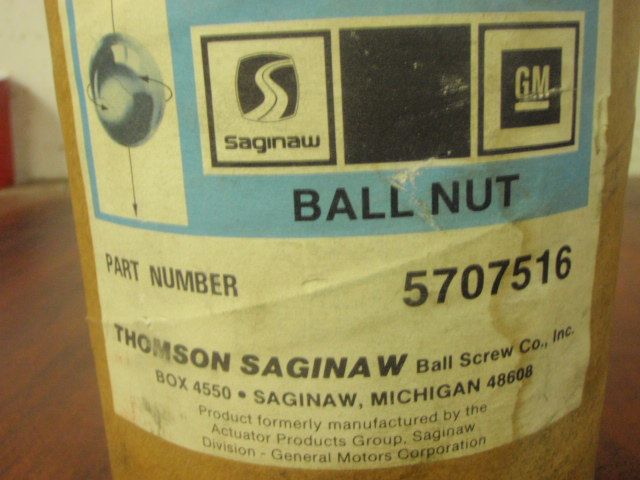 Saginaw
GM
BALL NUT
PART NUMBER 5707516
THOMSON SAGINAW Ball Screw Co., Inc.
BOX 4550 • SAGINAW, MICHIGAN 48608
Product formerly manufactured by the
Actuator Products Group, Saginaw
Division - General Motors Corporation